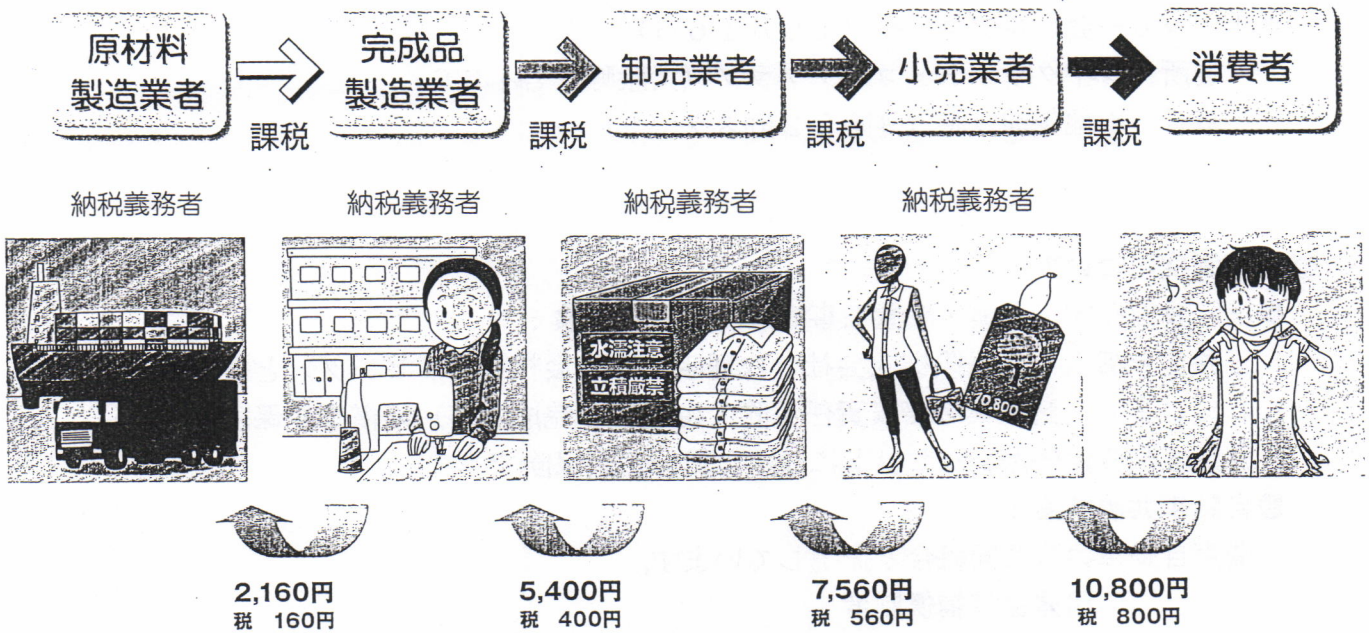 原材料
製造業者
完成品
製造業者
卸売業者
小売業者
消費者
課税
課税
課税
課税
納税義務者
納税義務者
納税義務者
納税義務者
水濡注意
立積厳禁
10,800-
2,160円
税 160円
5,400円
税 400円
7,560円
税 560円
10,800円
税 800円